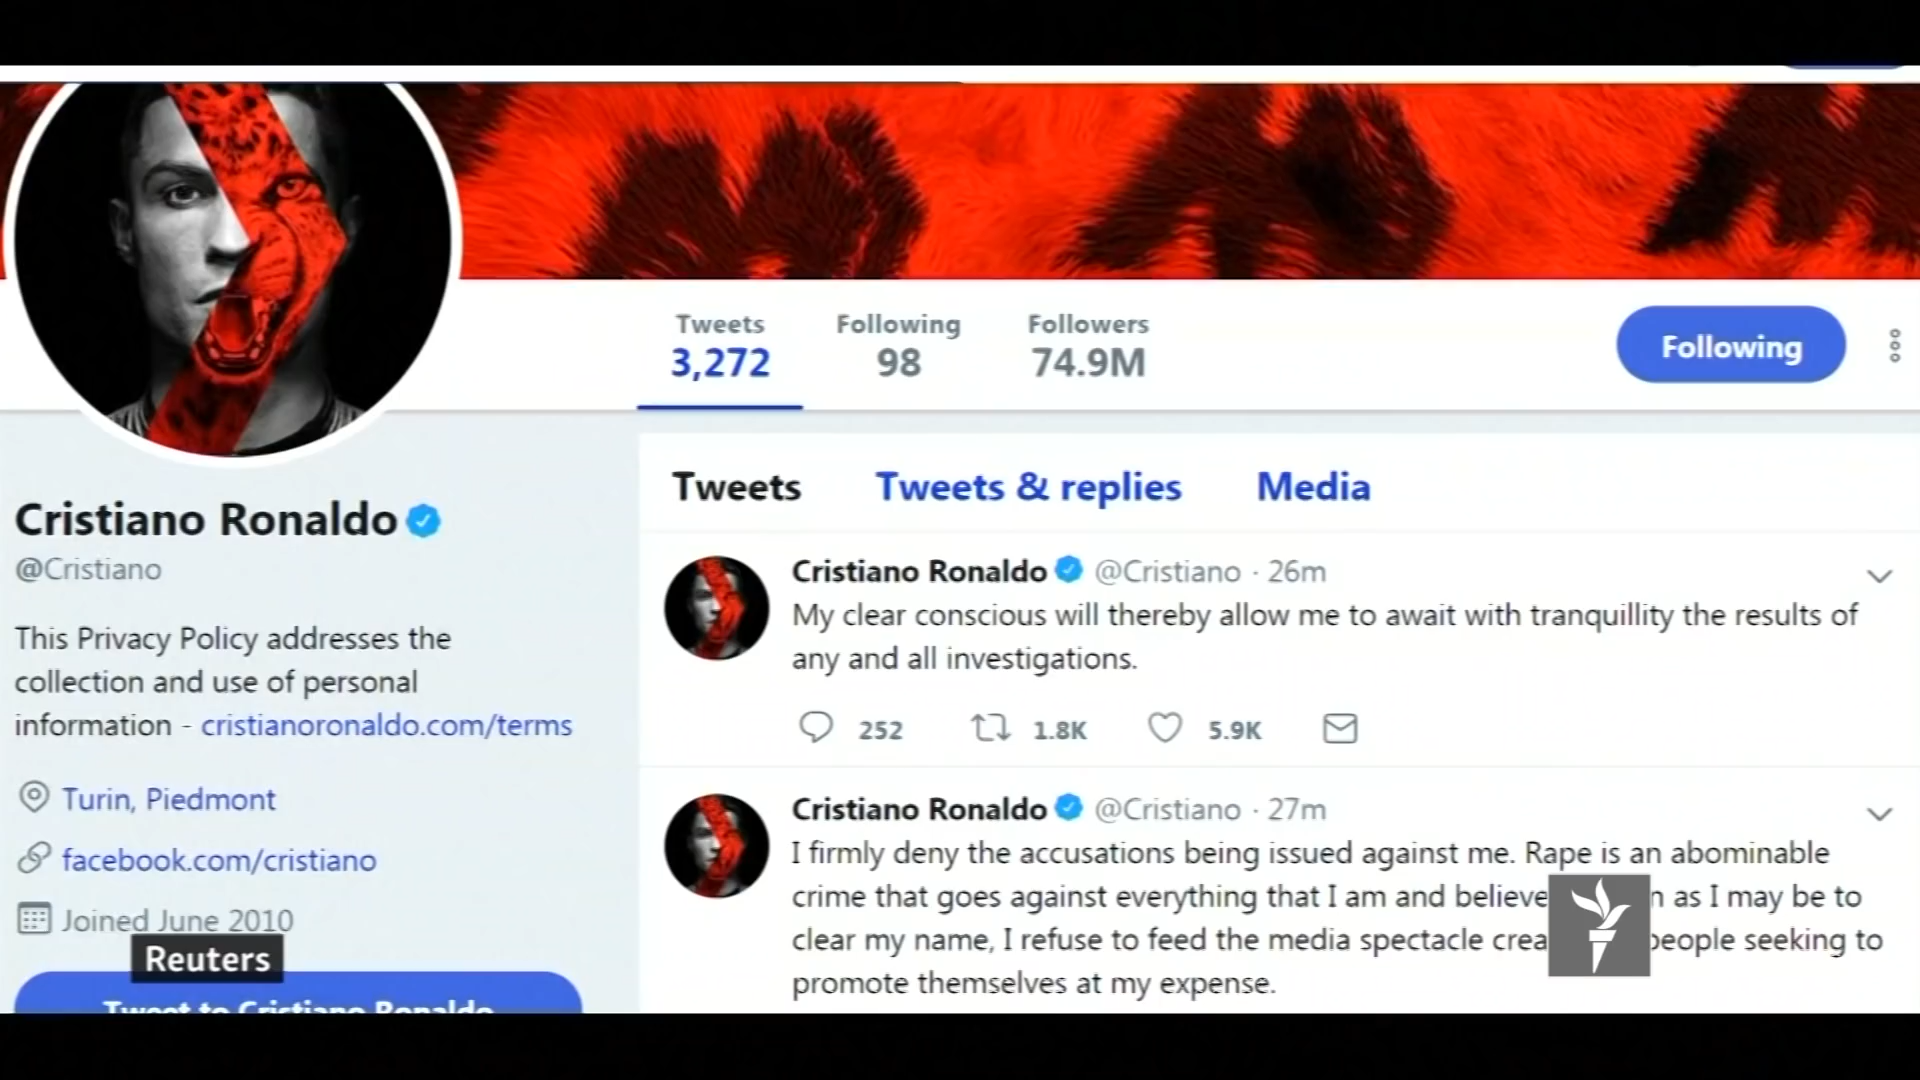 Tweets
3,272
Following
98
Followers
74.9M
Following
Cristiano Ronaldo
@Cristiano
This Privacy Policy addresses the
collection and use of personal
information - cristianoronaldo.com/terms
Turin, Piedmont
facebook.com/cristiano
Joined June 2010
Reuters
Tweet to Cristiano Ronaldo
Tweets
Tweets & replies
Media
Cristiano Ronaldo @Cristiano · 26m
My clear conscious will thereby allow me to await with tranquillity the results of
any and all investigations.
252
1.8K
5.9K
Cristiano Ronaldo @Cristiano · 27m
I firmly deny the accusations being issued against me. Rape is an abominable
crime that goes against everything that I am and believe as I may be to
clear my name, I refuse to feed the media spectacle people seeking to
promote themselves at my expense.